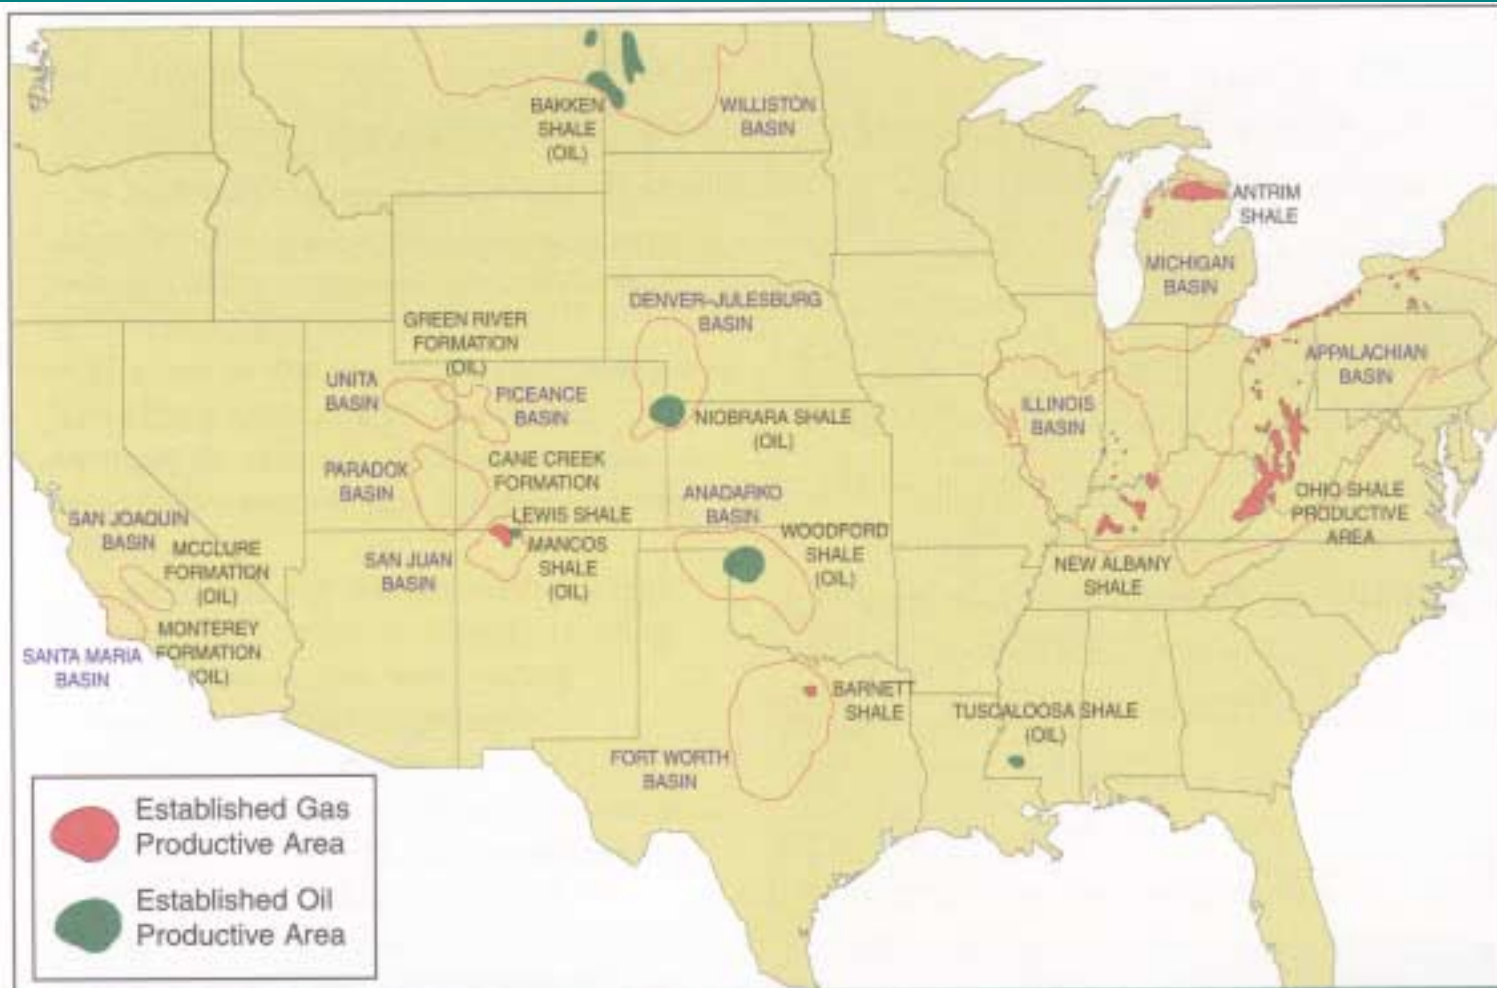 BAKKEN
SHALE
(OIL)
WILLISTON
BASIN
ANTRIM
SHALE
MICHIGAN
BASIN
DENVER–JULESBURG
BASIN
GREEN RIVER
FORMATION
(OIL)
UNITA
BASIN
PICEANCE
BASIN
APPALACHIAN
BASIN
ILLINOIS
BASIN
NIOBRARA SHALE
(OIL)
PARADOX
BASIN
CANE CREEK
FORMATION
ANADARKO
BASIN
OHIO SHALE
PRODUCTIVE
AREA
LEWIS SHALE
SAN JOAQUIN
BASIN
MCCLURE
FORMATION
(OIL)
SAN JUAN
BASIN
MANCOS
SHALE
(OIL)
WOODFORD
SHALE
(OIL)
NEW ALBANY
SHALE
MONTEREY
FORMATION
(OIL)
SANTA MARIA
BASIN
BARNETT
SHALE
TUSCALOOSA SHALE
(OIL)
FORT WORTH
BASIN
Established Gas
Productive Area
Established Oil
Productive Area